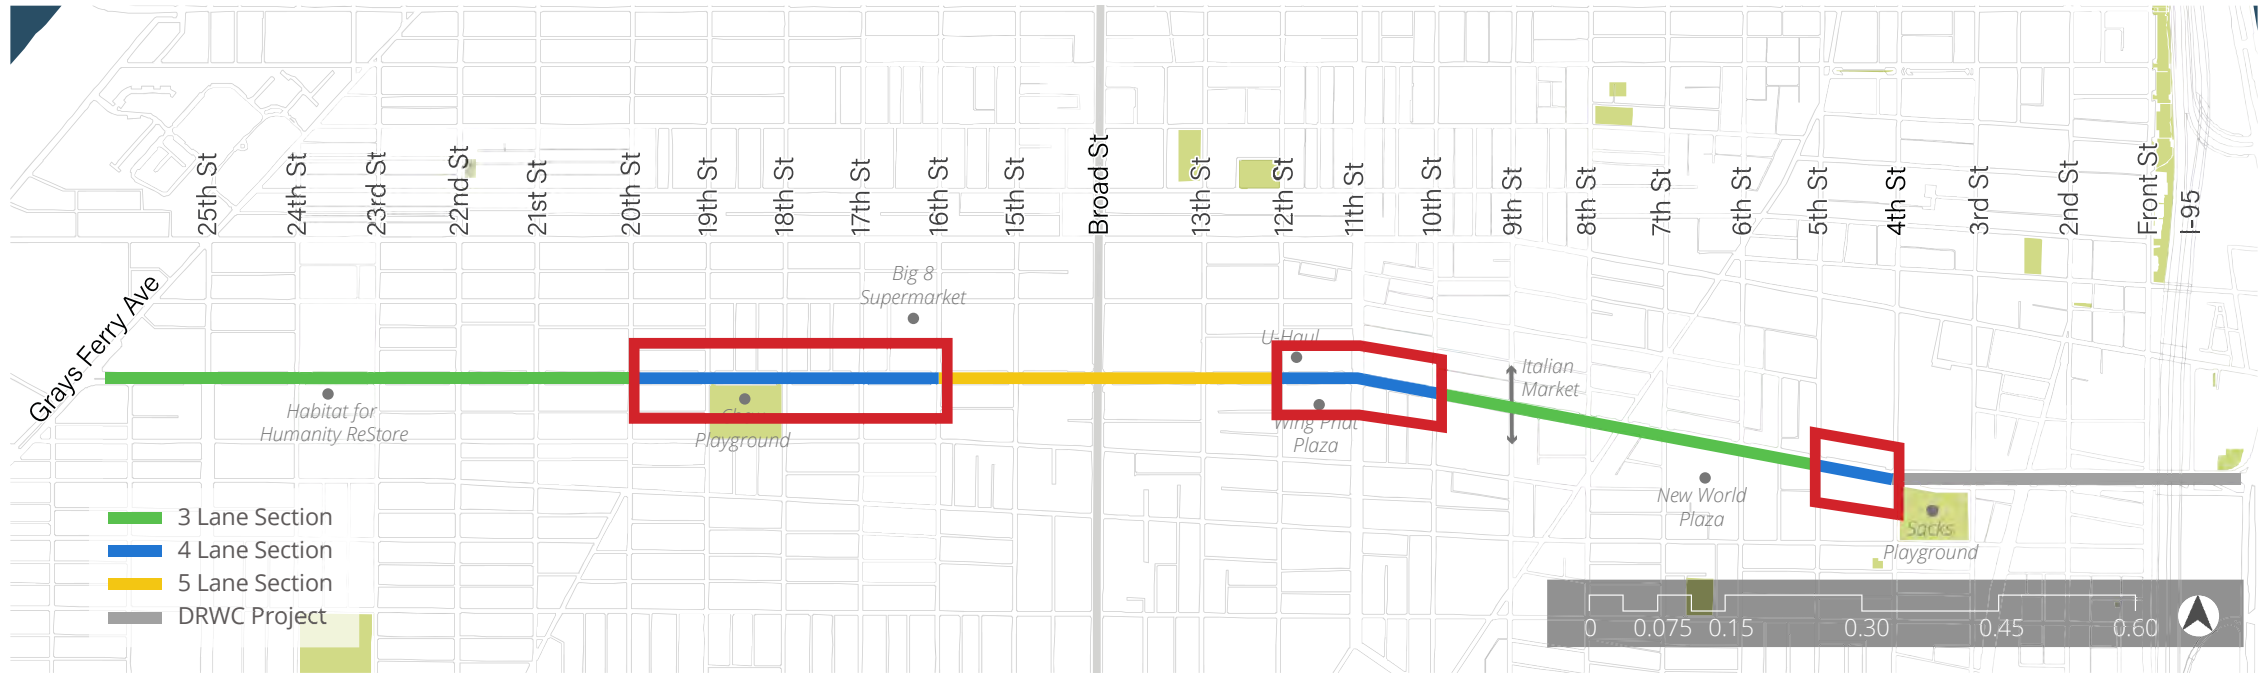 25th St
24th St
23rd St
22nd St
21st St
20th St
19th St
18th St
17th St
16th St
15th St
Broad St
13th St
12th St
11th St
10th St
9th St
8th St
7th St
6th St
5th St
4th St
3rd St
2nd St
Front St
I-95
Grays Ferry Ave
Big 8
Supermarket
U-Haul
Italian
Market
Habitat for
Humanity ReStore
Playground
Wing Phat
Plaza
New World
Plaza
Sacks
Playground
3 Lane Section
4 Lane Section
5 Lane Section
DRWC Project
0 0.075 0.15 0.30 0.45 0.60